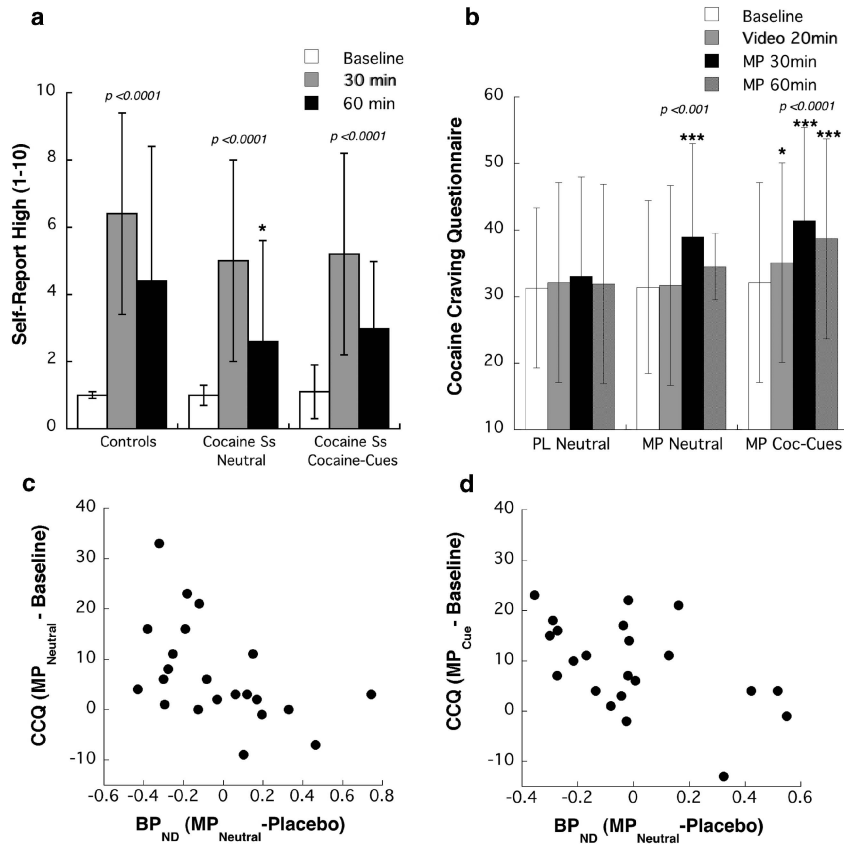 a
Baseline
30 min
60 min
p <0.0001
p <0.0001
p <0.0001
*
Self-Report High (1-10)
10
8
6
4
2
0
Controls
Cocaine Ss
Neutral
Cocaine Ss
Cocaine-Cues
b
Baseline
Video 20min
MP 30min
MP 60min
p <0.001
p <0.0001
***
*
***
***
Cocaine Craving Questionnaire
60
50
40
30
20
10
PL Neutral
MP Neutral
MP Coc-Cues
c
CCQ (MPNeutral - Baseline)
40
30
20
10
0
-10
-0.6
-0.4
-0.2
0
0.2
0.4
0.6
0.8
BPND (MPNeutral-Placebo)
d
CCQ (MPCue - Baseline)
40
30
20
10
0
-10
-0.4
-0.2
0
0.2
0.4
0.6
BPND (MPNeutral-Placebo)